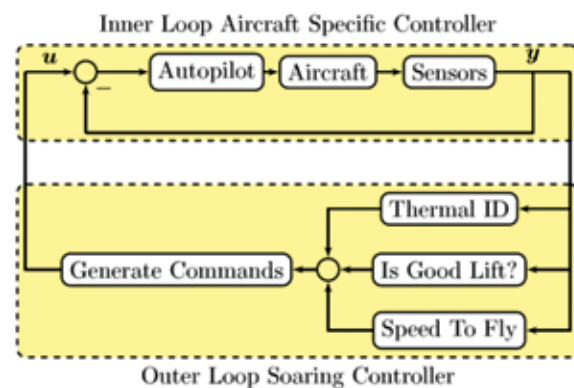 Inner Loop Aircraft Specific Controller
u
y
−
Autopilot
Aircraft
Sensors
Thermal ID
Generate Commands
Is Good Lift?
Speed To Fly
Outer Loop Soaring Controller